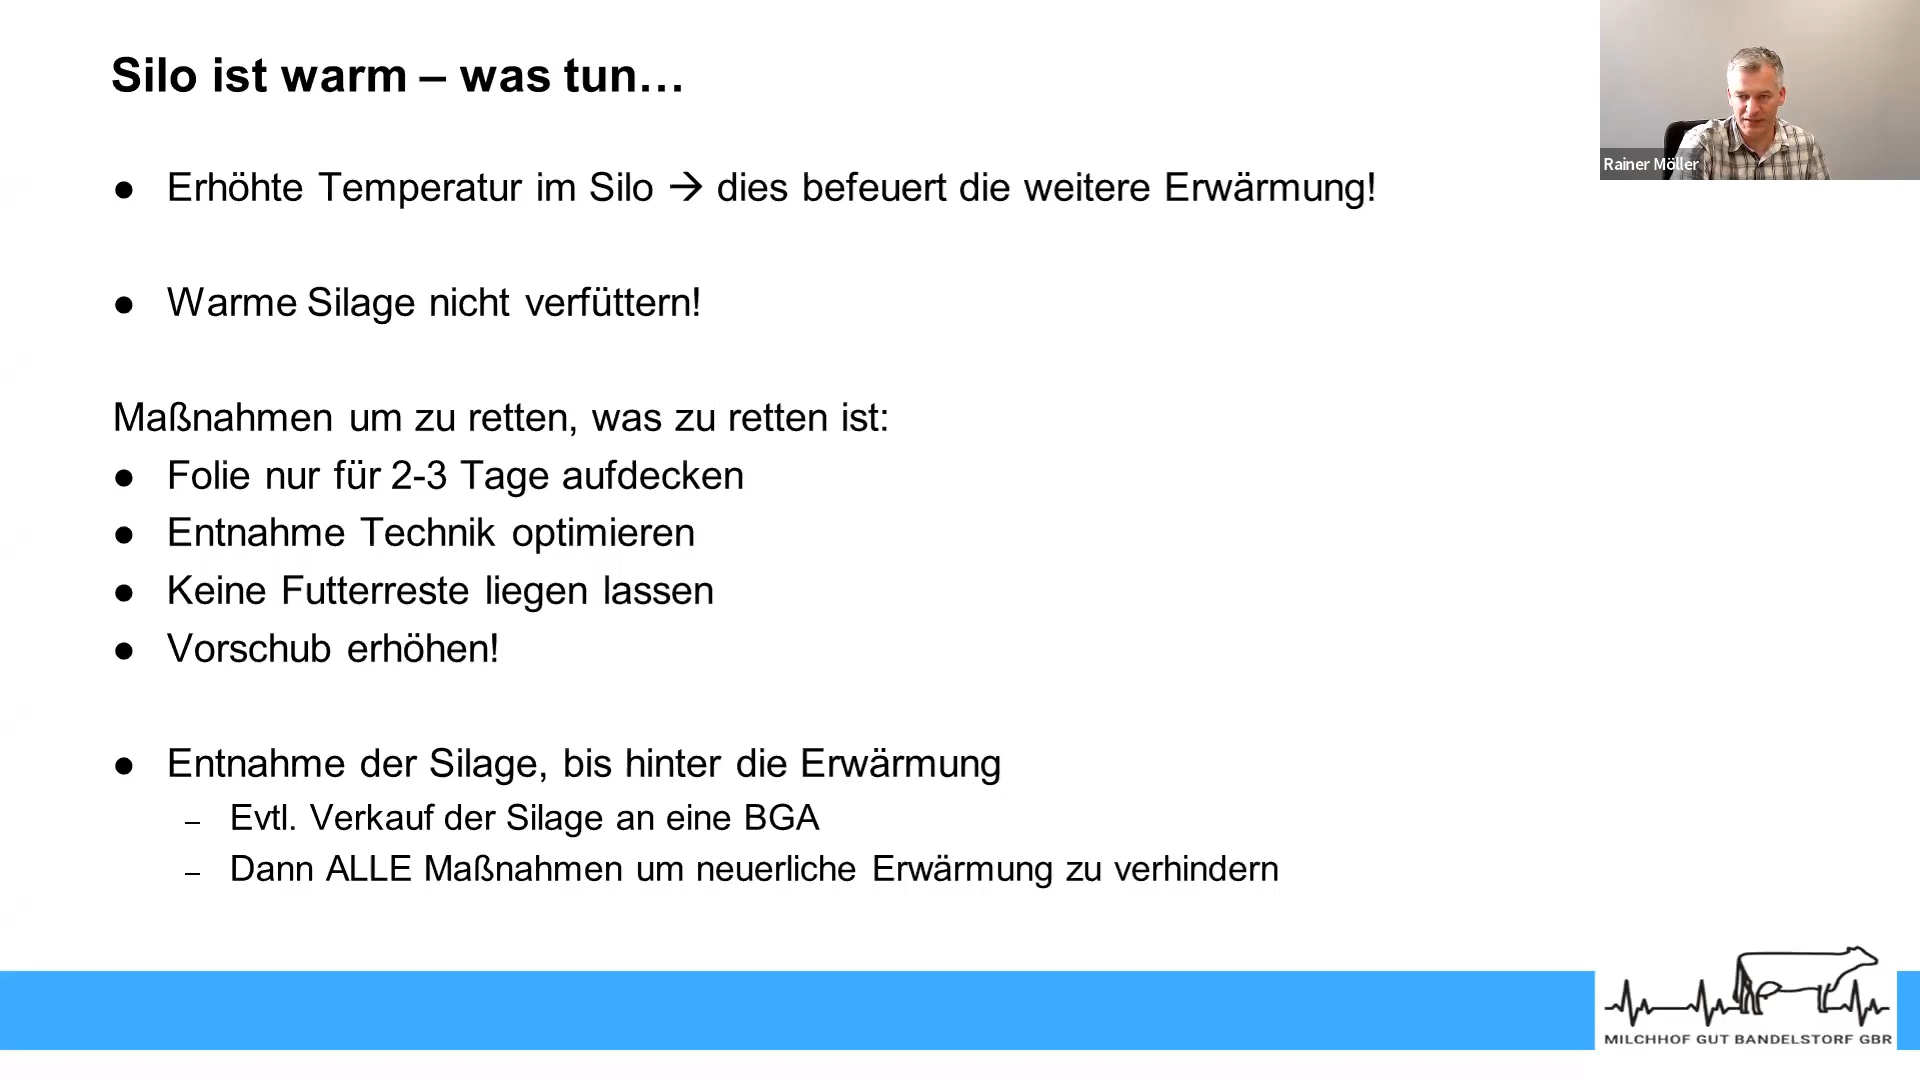 Silo ist warm – was tun…
Rainer Möller
● Erhöhte Temperatur im Silo → dies befeuert die weitere Erwärmung!
● Warme Silage nicht verfüttern!
Maßnahmen um zu retten, was zu retten ist:
● Folie nur für 2-3 Tage aufdecken
● Entnahme Technik optimieren
● Keine Futterreste liegen lassen
● Vorschub erhöhen!
● Entnahme der Silage, bis hinter die Erwärmung
– Evtl. Verkauf der Silage an eine BGA
– Dann ALLE Maßnahmen um neuerliche Erwärmung zu verhindern
MILCHHOF GUT BANDELSTORF GBR